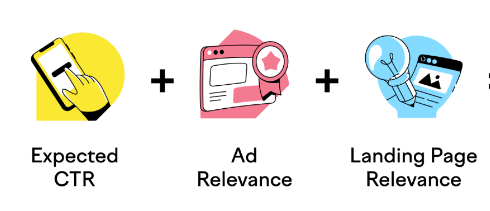 Expected
CTR
+
Ad
Relevance
+
Landing Page
Relevance